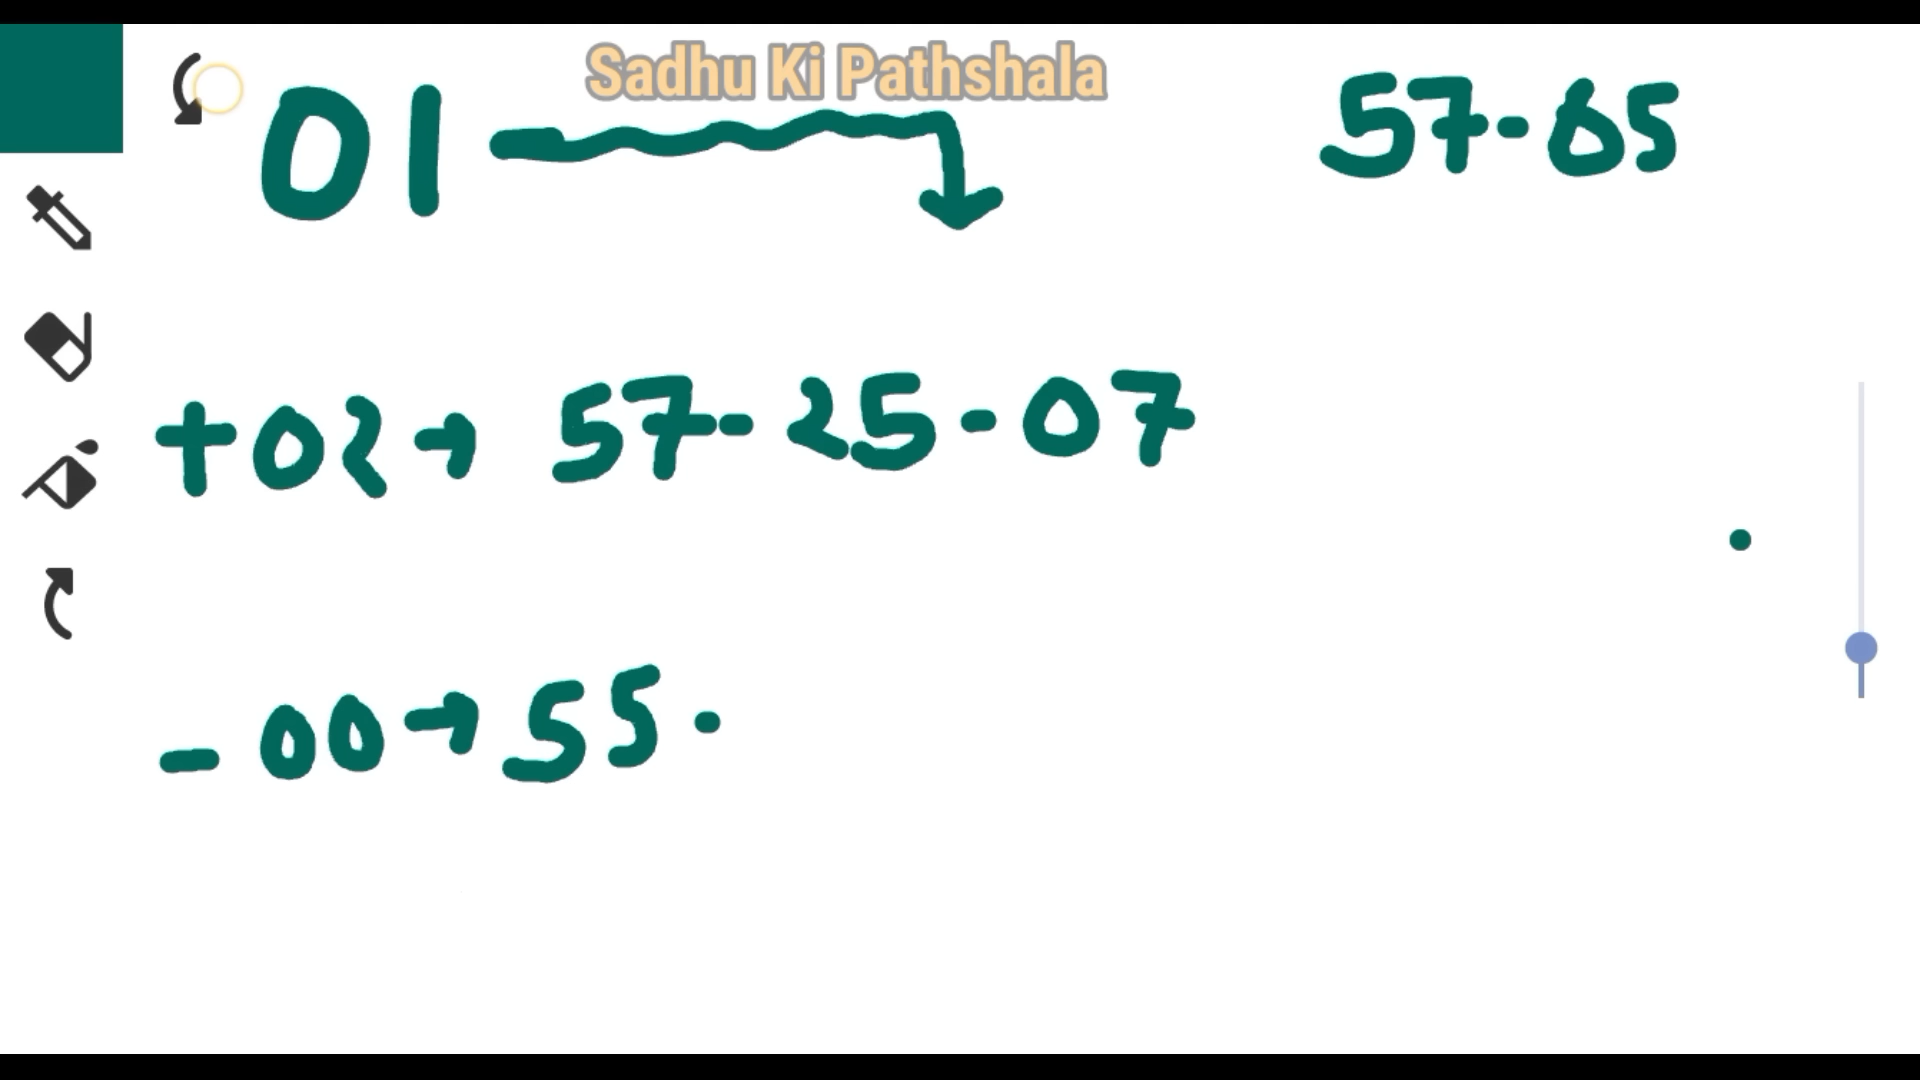 Sadhu Ki Pathshala
01 → 57-65
+02→ 57-25-07
-00→55-